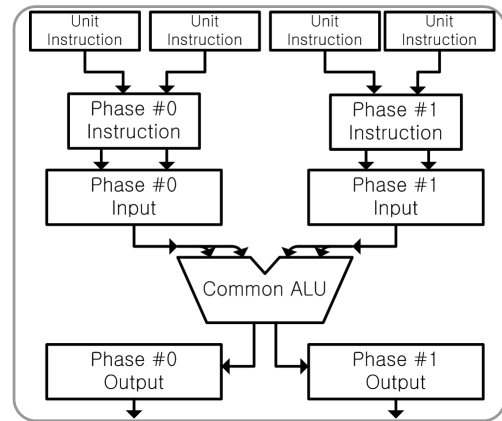 Unit
Instruction
Unit
Instruction
Unit
Instruction
Unit
Instruction
Phase #0
Instruction
Phase #1
Instruction
Phase #0
Input
Phase #1
Input
Common ALU
Phase #0
Output
Phase #1
Output